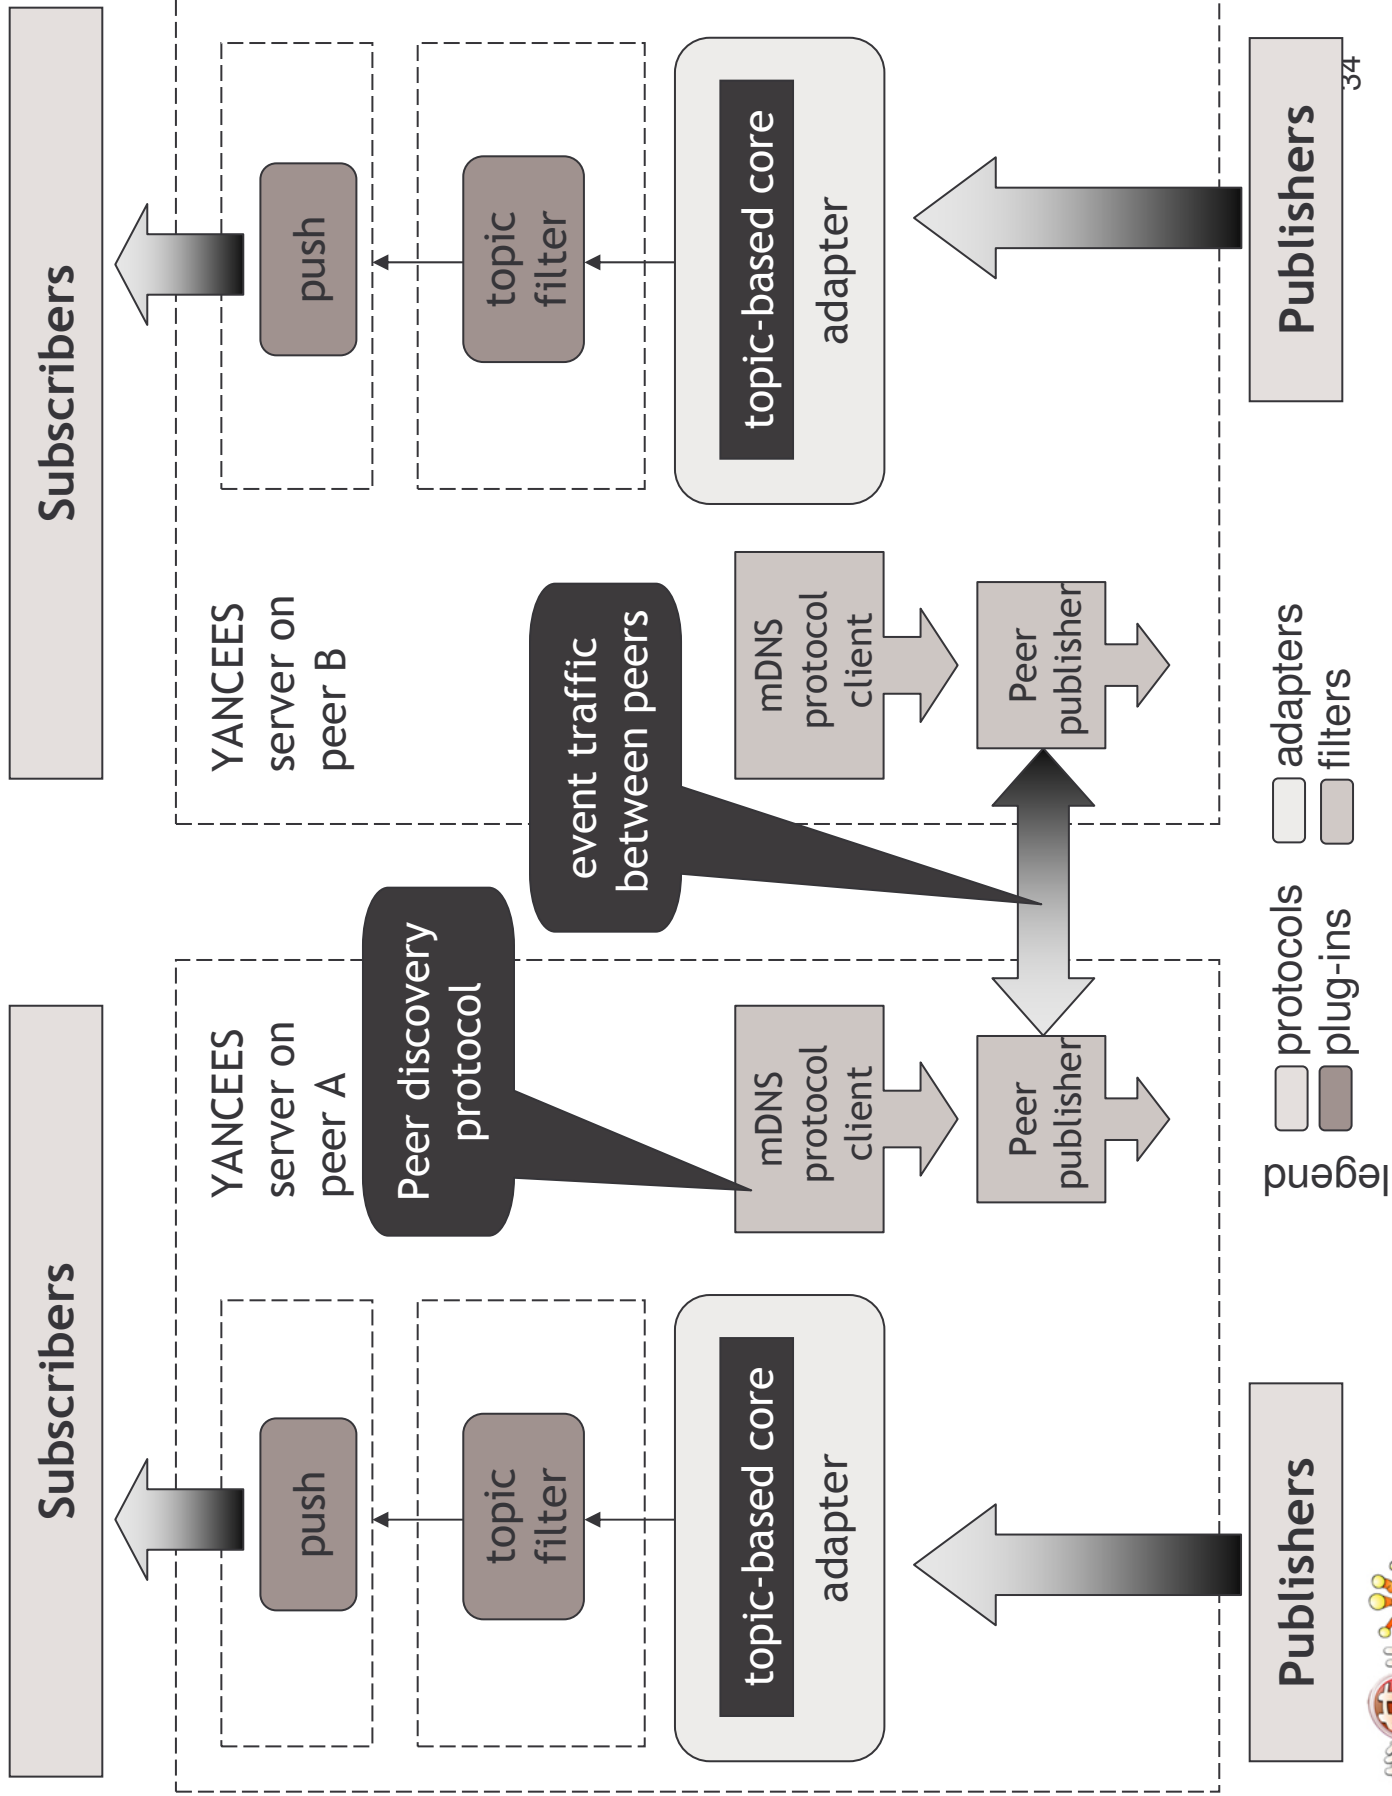 Subscribers
Subscribers
YANCEES
server on
peer A
YANCEES
server on
peer B
push
push
Peer discovery
protocol
topic
filter
topic
filter
event traffic
between peers
topic-based core
adapter
mDNS
protocol
client
mDNS
protocol
client
topic-based core
adapter
Peer
publisher
Peer
publisher
Publishers
Publishers
legend
protocols
adapters
plug-ins
filters
34